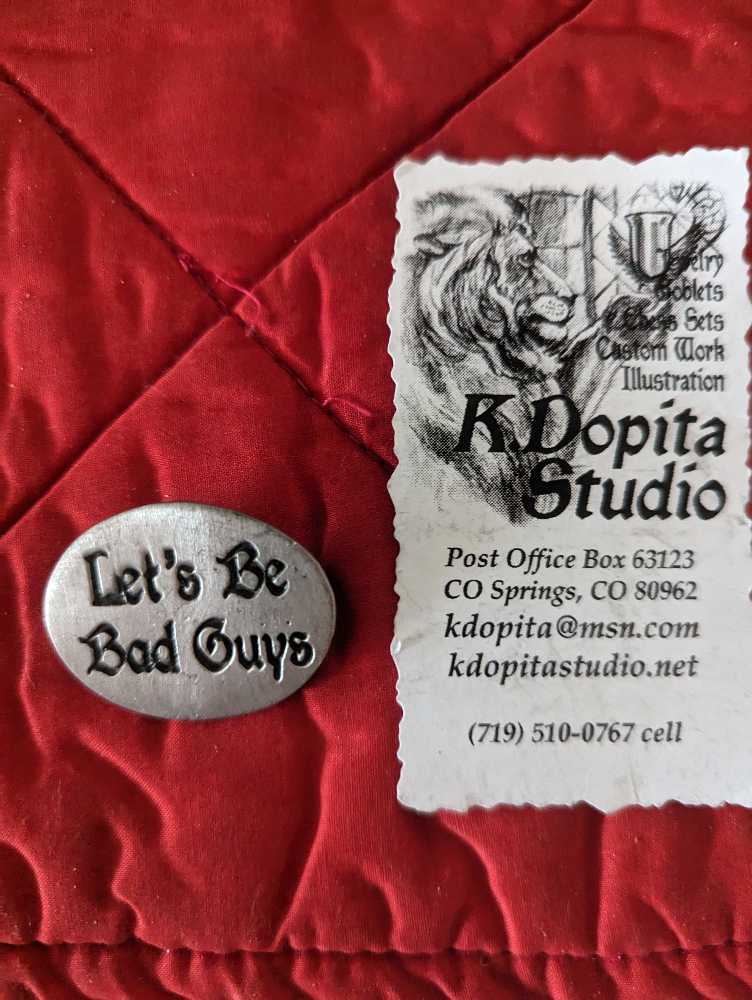 Let's Be
Bad Guys
Jewelry
Goblets
Chess Sets
Custom Work
Illustration
K Dopita
Studio
Post Office Box 63123
CO Springs, CO 80962
kdopita@msn.com
kdopitastudio.net
(719) 510-0767 cell